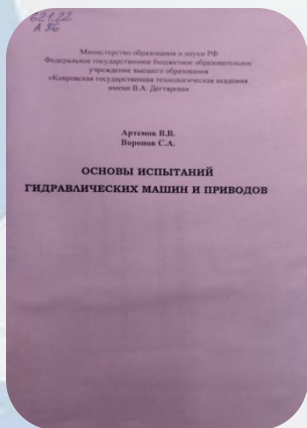 621.22
А 86
Министерство образования и науки РФ
Федеральное государственное бюджетное образовательное
учреждение высшего образования
«Ковровская государственная технологическая академия
имени В.А. Дегтярева»
Артемов В.В.
Воронов С.А.
ОСНОВЫ ИСПЫТАНИЙ
ГИДРАВЛИЧЕСКИХ МАШИН И ПРИВОДОВ